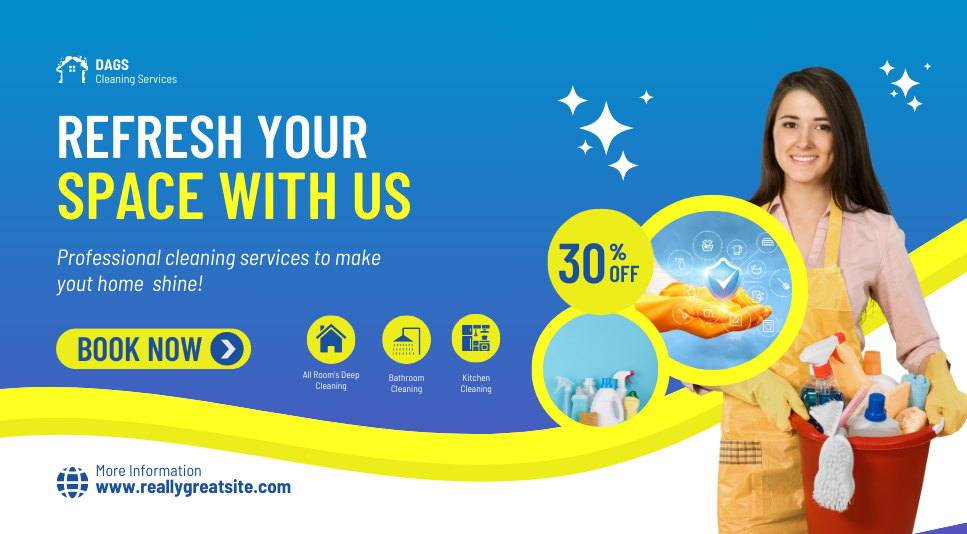 DAGS
Cleaning Services
REFRESH YOUR
SPACE WITH US
Professional cleaning services to make
yout home shine!
30% OFF
BOOK NOW
All Room's Deep
Cleaning
Bathroom
Cleaning
Kitchen
Cleaning
More Information
www.reallygreatsite.com